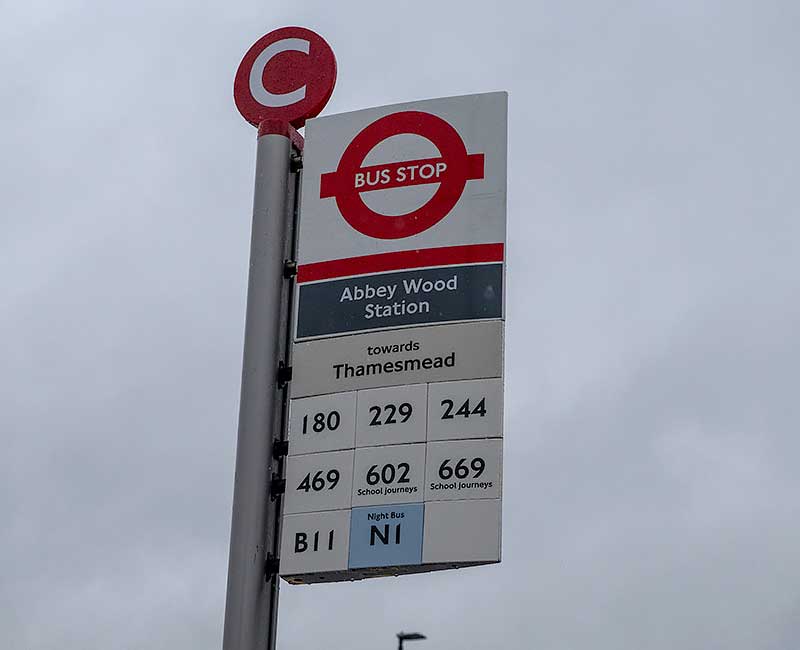 C
BUS STOP
Abbey Wood
Station
towards
Thamesmead
180 229 244
469 602 669
School journeys School journeys
Night Bus
B11 N1